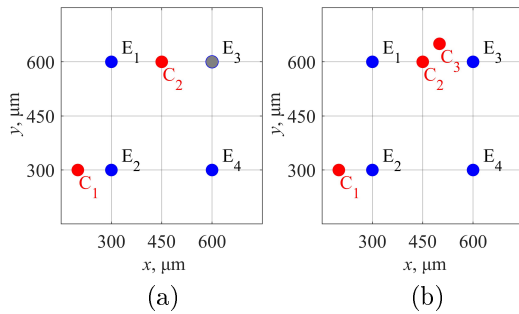 E1 E3
C2
C1
E2 E4
600
450
300
y, µm
300 450 600
x, µm
(a)
E1 E3
C2 C3
C1
E2 E4
600
450
300
y, µm
300 450 600
x, µm
(b)